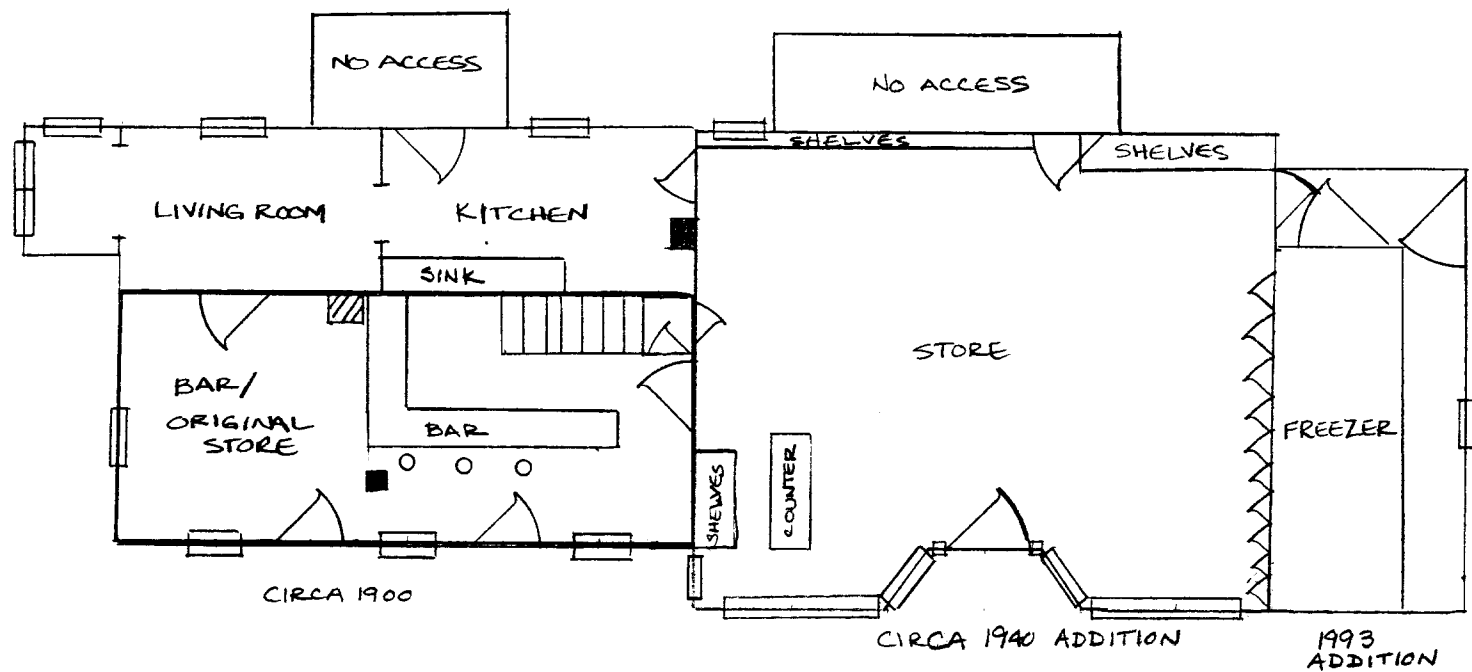 NO ACCESS
NO ACCESS
SHELVES
SHELVES
LIVING ROOM
KITCHEN
SINK
STORE
BAR/
ORIGINAL
STORE
BAR
FREEZER
SHELVES
COUNTER
CIRCA 1900
CIRCA 1940 ADDITION
1993
ADDITION